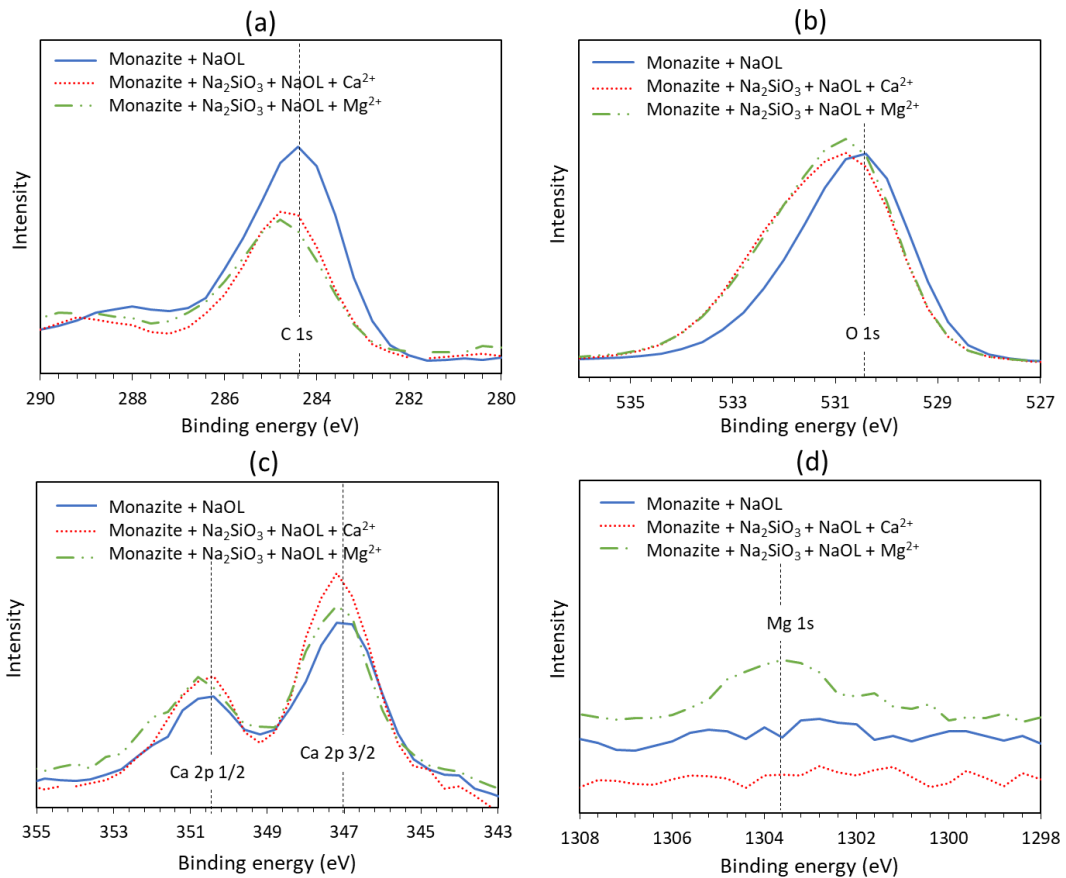 (a)
Monazite + NaOL
Monazite + Na₂SiO₃ + NaOL + Ca²⁺
Monazite + Na₂SiO₃ + NaOL + Mg²⁺
Intensity
C 1s
290 288 286 284 282 280
Binding energy (eV)
(b)
Monazite + NaOL
Monazite + Na₂SiO₃ + NaOL + Ca²⁺
Monazite + Na₂SiO₃ + NaOL + Mg²⁺
Intensity
O 1s
535 533 531 529 527
Binding energy (eV)
(c)
Monazite + NaOL
Monazite + Na₂SiO₃ + NaOL + Ca²⁺
Monazite + Na₂SiO₃ + NaOL + Mg²⁺
Intensity
Ca 2p 3/2
Ca 2p 1/2
355 353 351 349 347 345 343
Binding energy (eV)
(d)
Monazite + NaOL
Monazite + Na₂SiO₃ + NaOL + Ca²⁺
Monazite + Na₂SiO₃ + NaOL + Mg²⁺
Intensity
Mg 1s
1308 1306 1304 1302 1300 1298
Binding energy (eV)